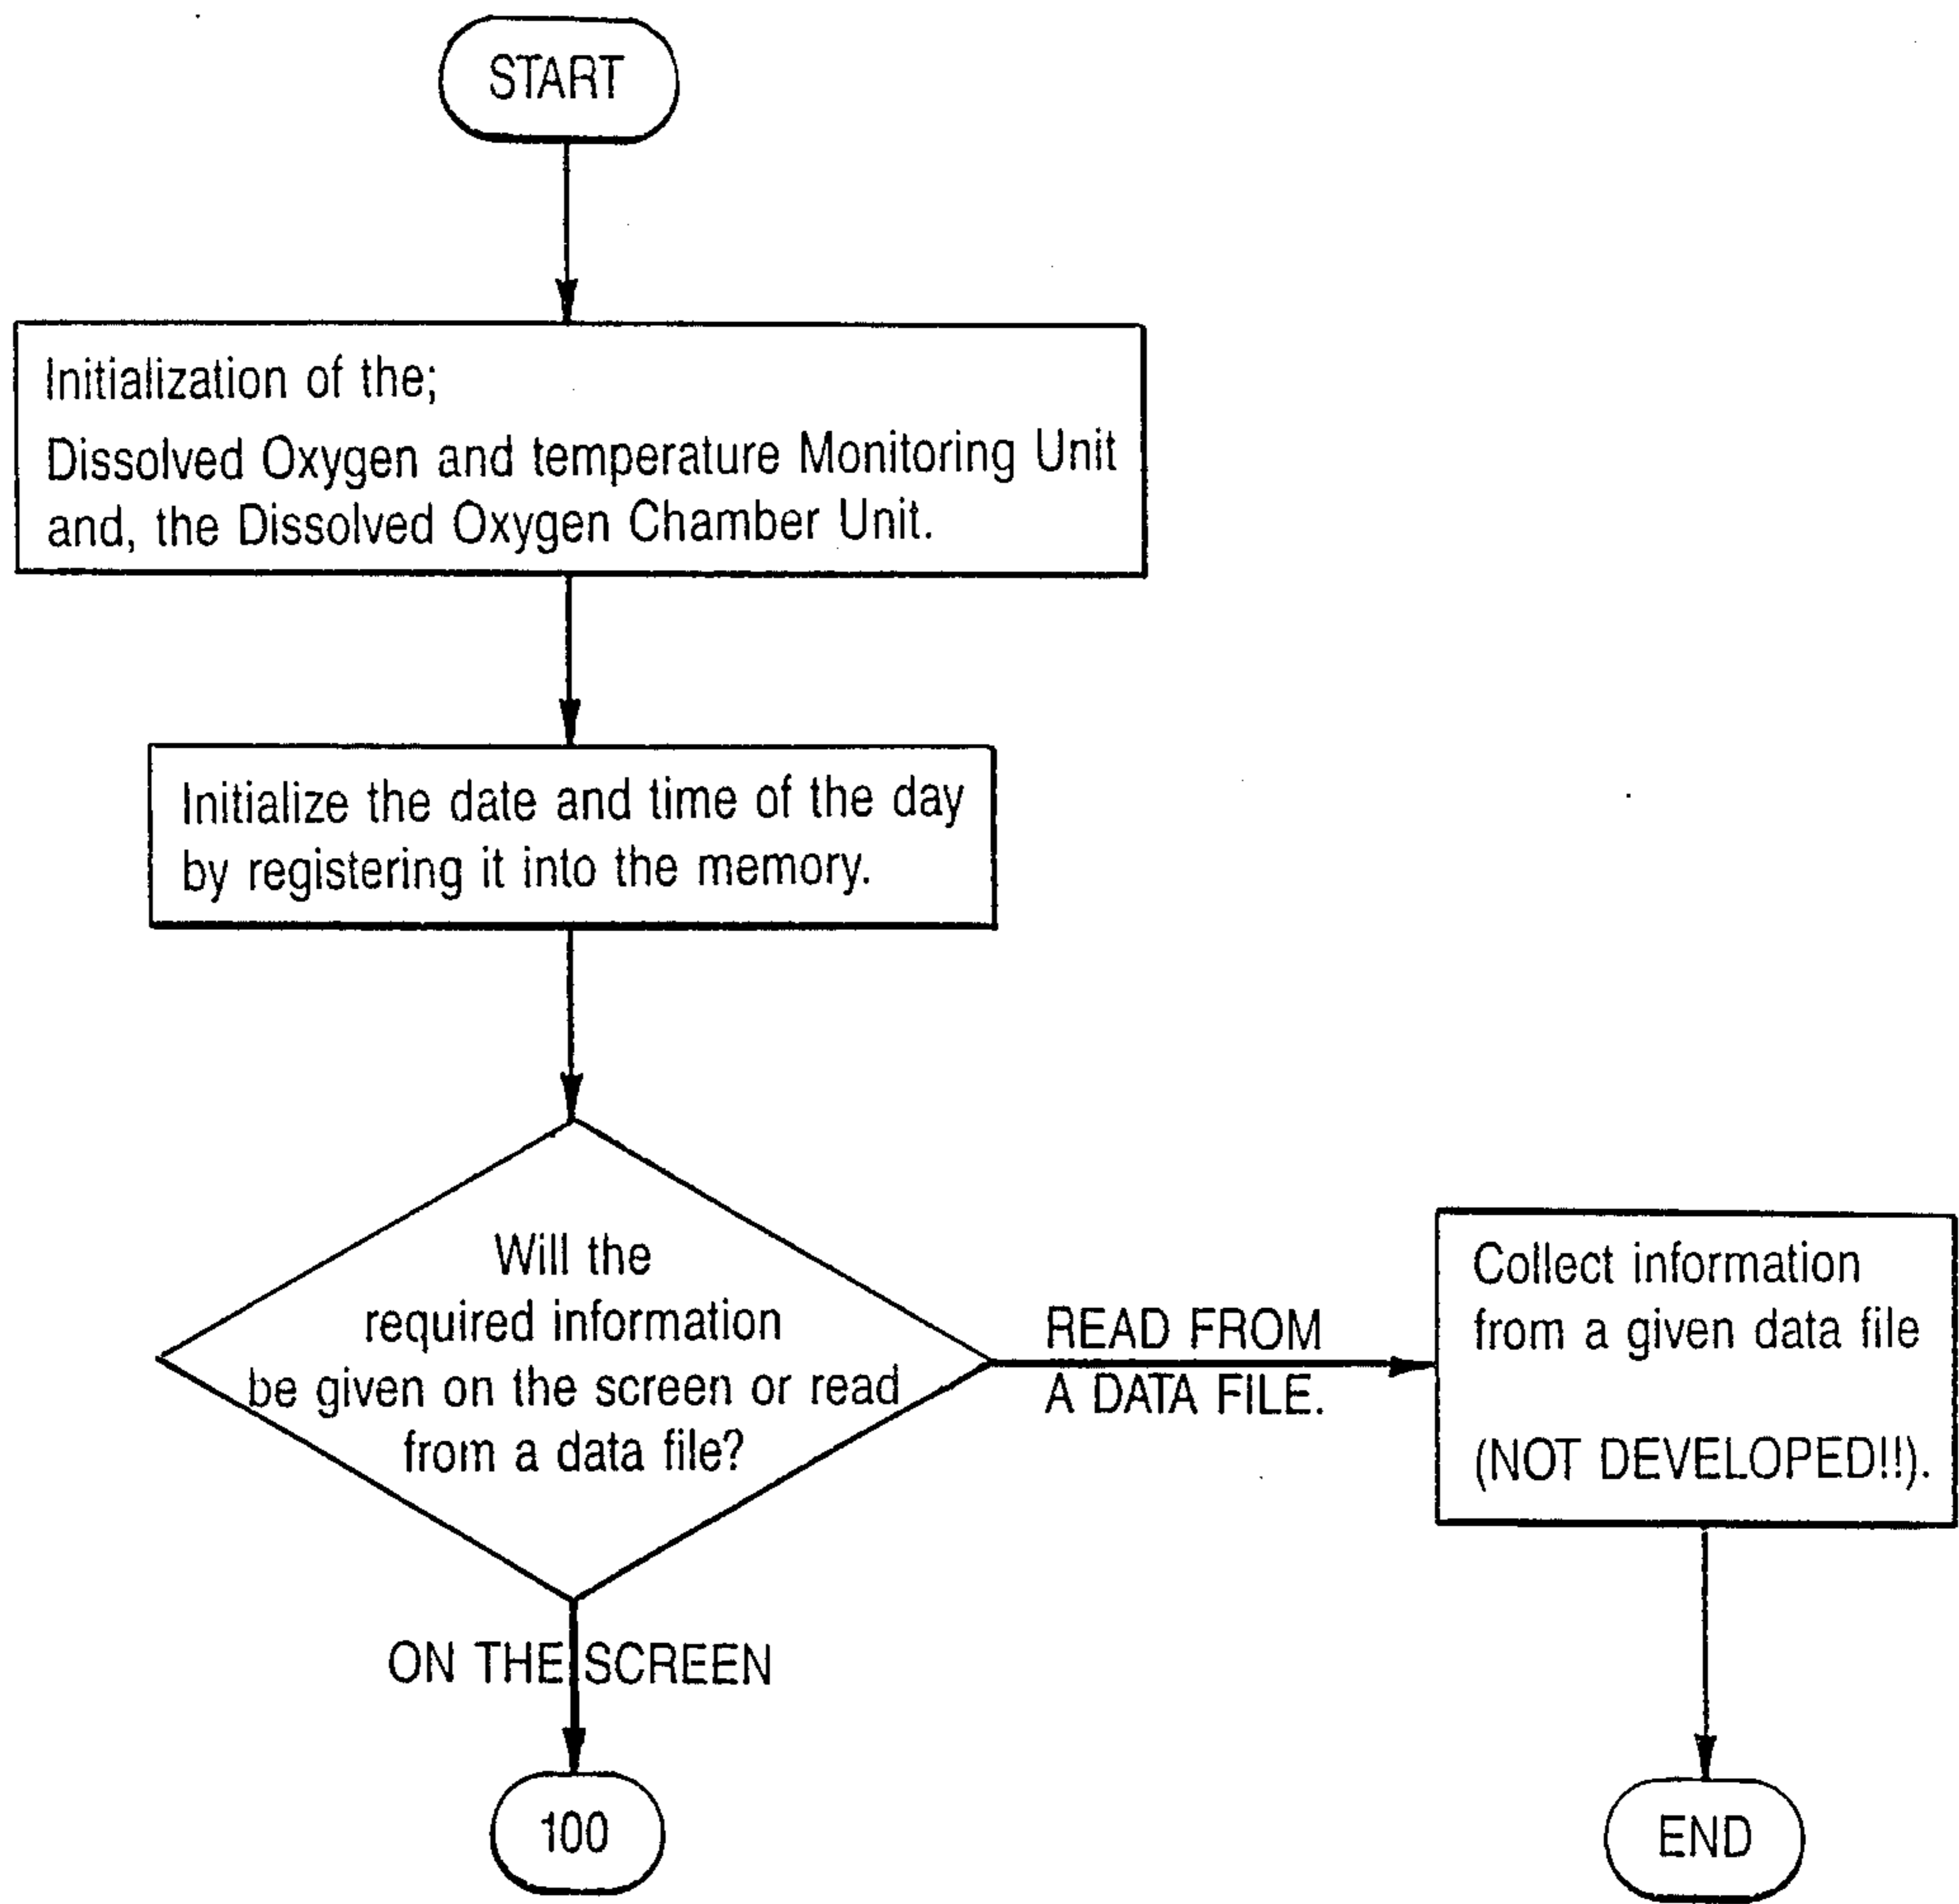 START
Initialization of the;
Dissolved Oxygen and temperature Monitoring Unit
and, the Dissolved Oxygen Chamber Unit.
Initialize the date and time of the day
by registering it into the memory.
Will the
required information
be given on the screen or read
from a data file?
READ FROM
A DATA FILE.
Collect information
from a given data file
(NOT DEVELOPED!!).
ON THE SCREEN
100
END